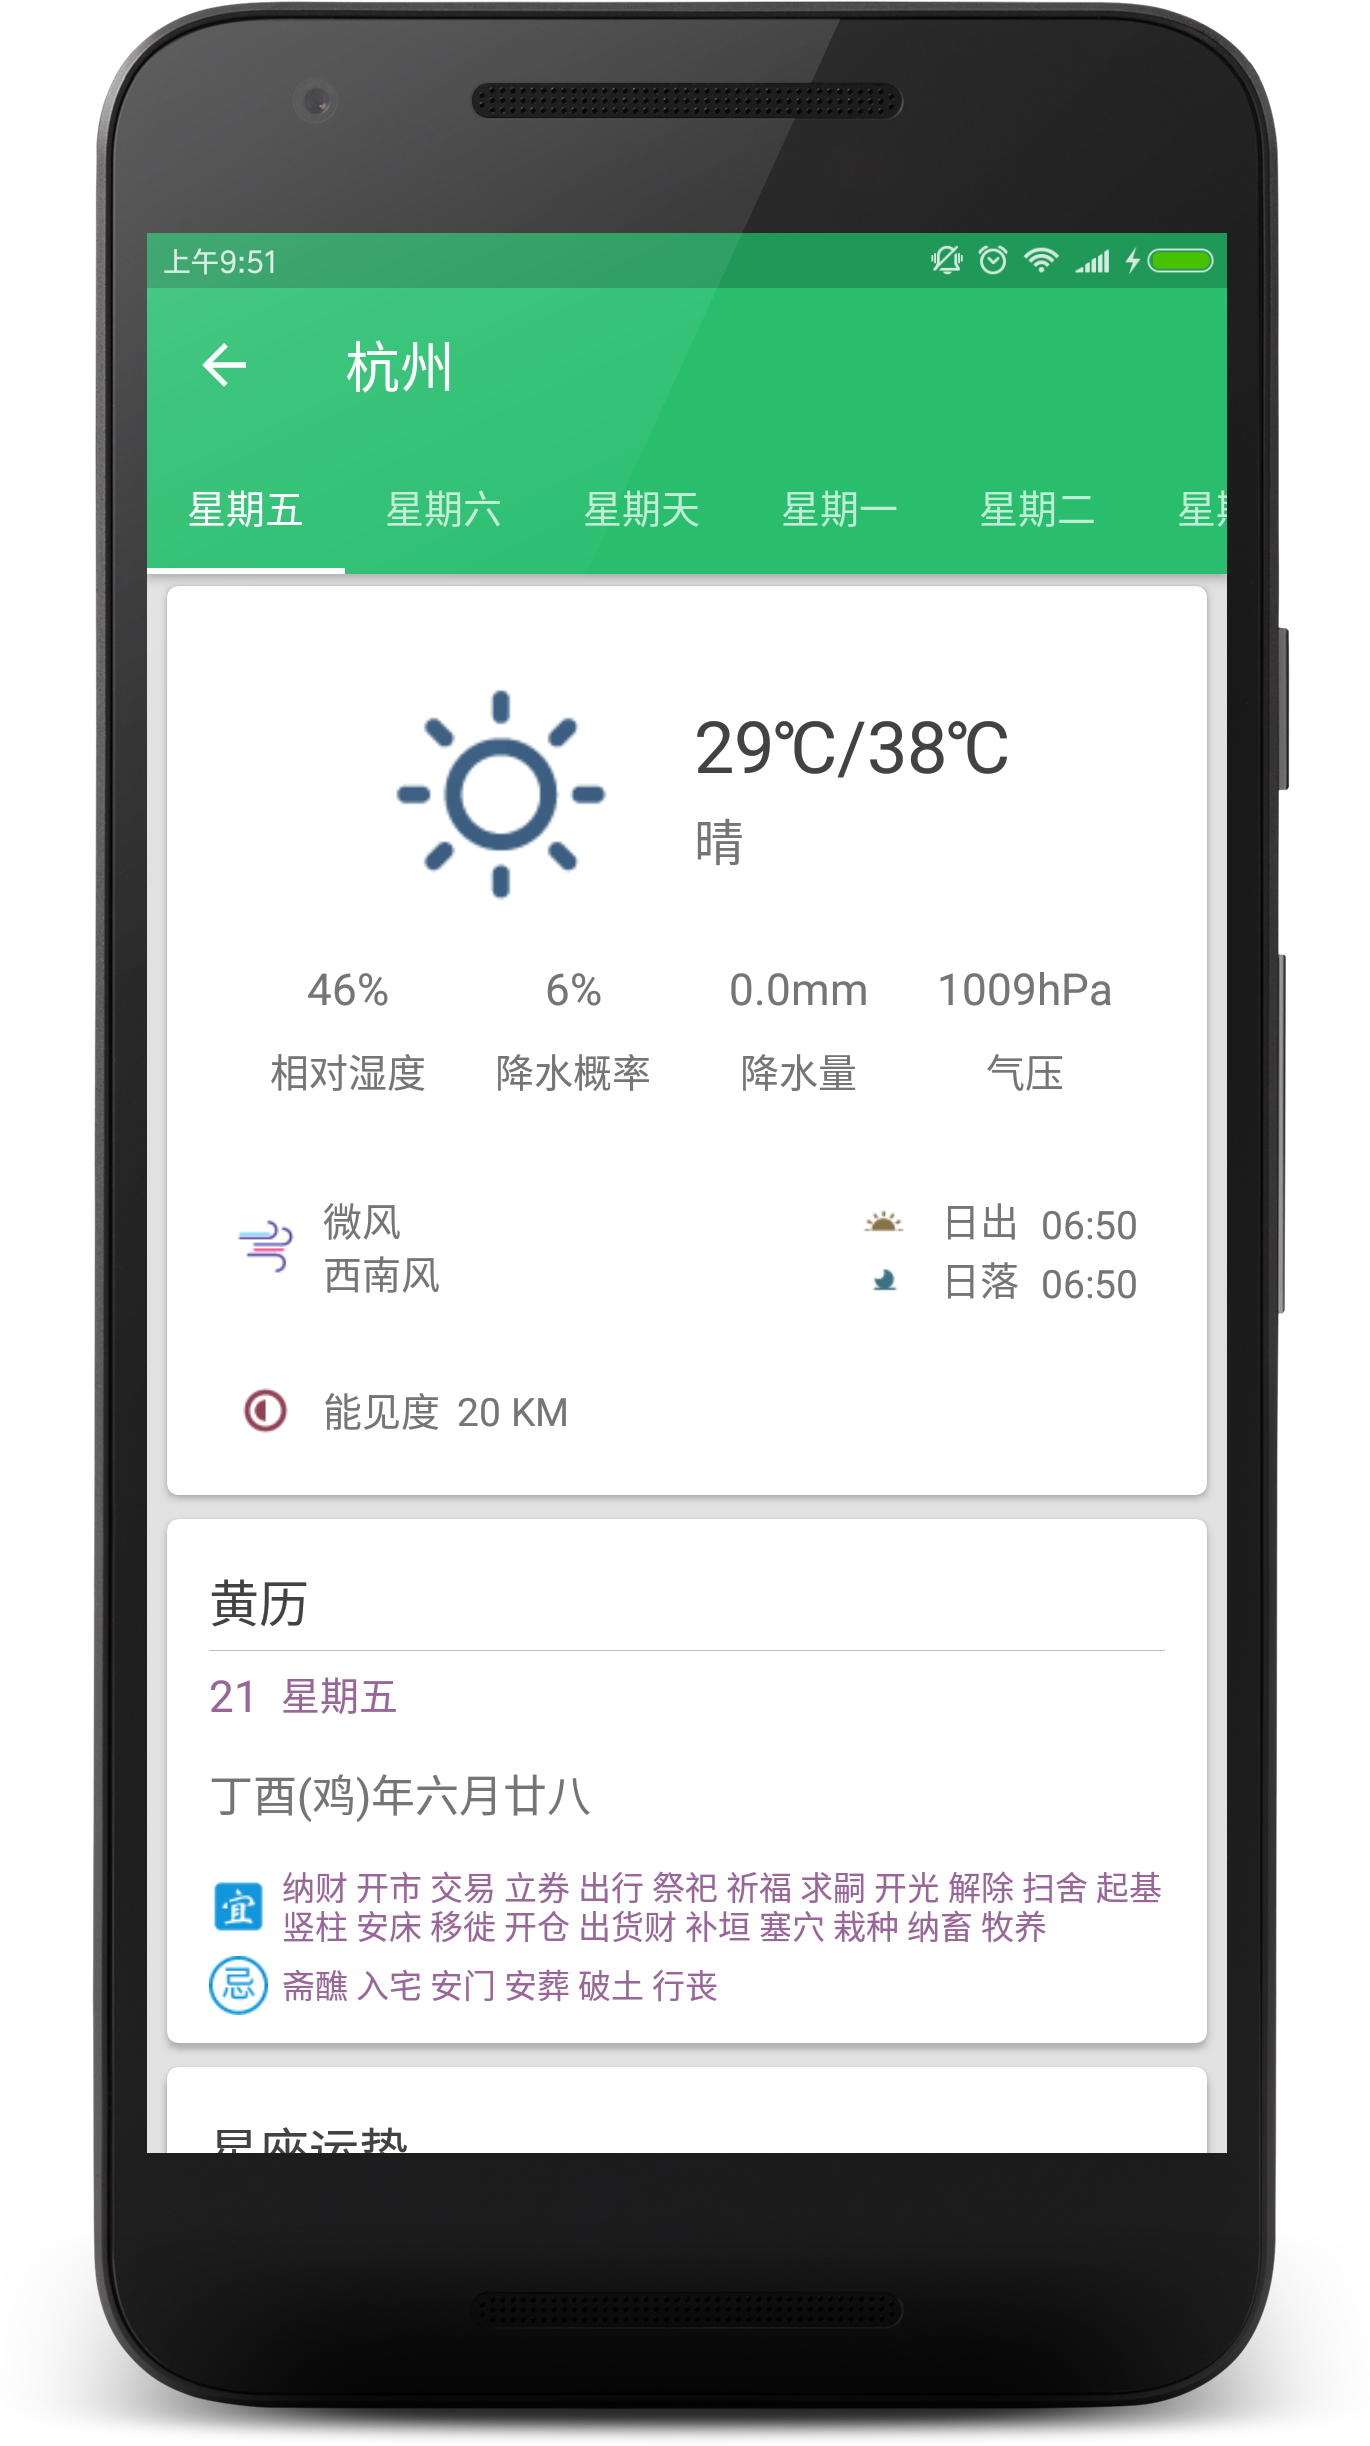 上午9:51
杭州
星期五 星期六 星期天 星期一 星期二 星期
29℃/38℃
晴
46% 6% 0.0mm 1009hPa
相对湿度 降水概率 降水量 气压
微风
西南风
日出 06:50
日落 06:50
能见度 20 KM
黄历
21 星期五
丁酉(鸡)年六月廿八
宜 纳财 开市 交易 立券 出行 祭祀 祈福 求嗣 开光 解除 扫舍 起基
竖柱 安床 移徙 开仓 出货财 补垣 塞穴 栽种 纳畜 牧养
忌 斋醮 入宅 安门 安葬 破土 行丧
星座运势